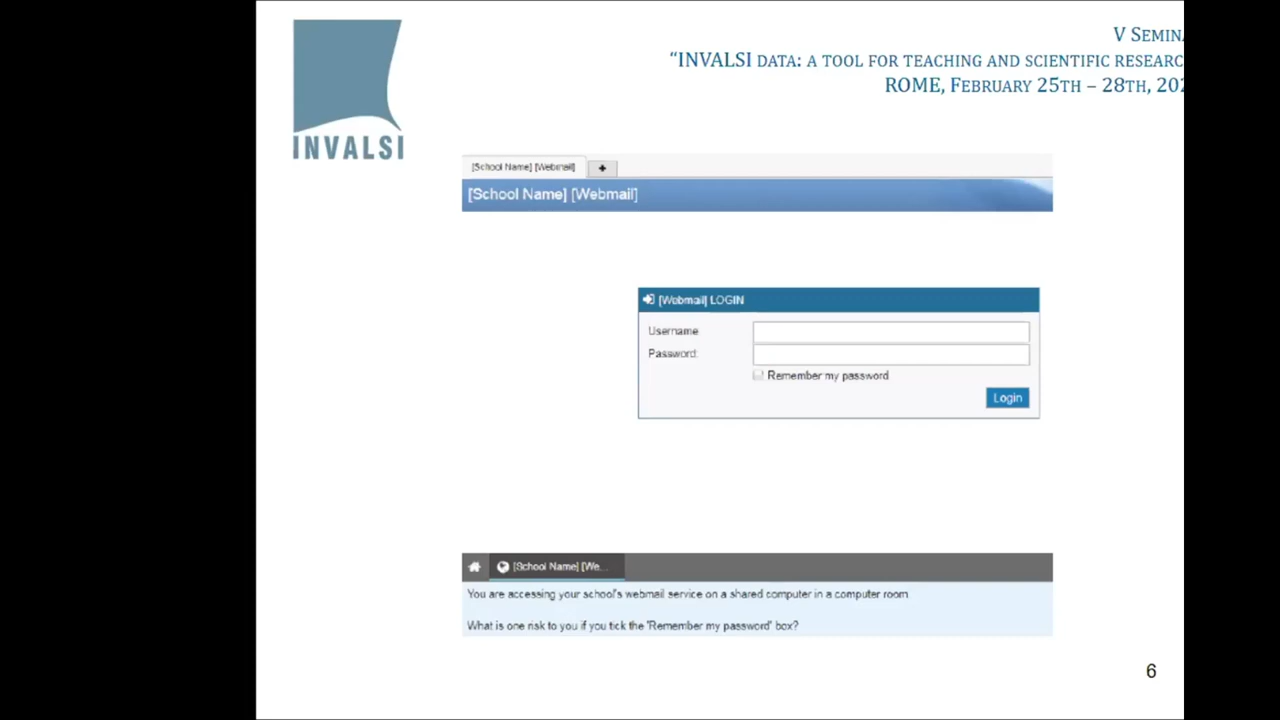 INVALSI
V SEMINA
“INVALSI DATA: A TOOL FOR TEACHING AND SCIENTIFIC RESEARC
ROME, FEBRUARY 25TH – 28TH, 202
[School Name] [Webmail]
[School Name] [Webmail]
[Webmail] LOGIN
Username
Password:
Remember my password
Login
[School Name] [We...
You are accessing your school's webmail service on a shared computer in a computer room
What is one risk to you if you tick the 'Remember my password' box?
6